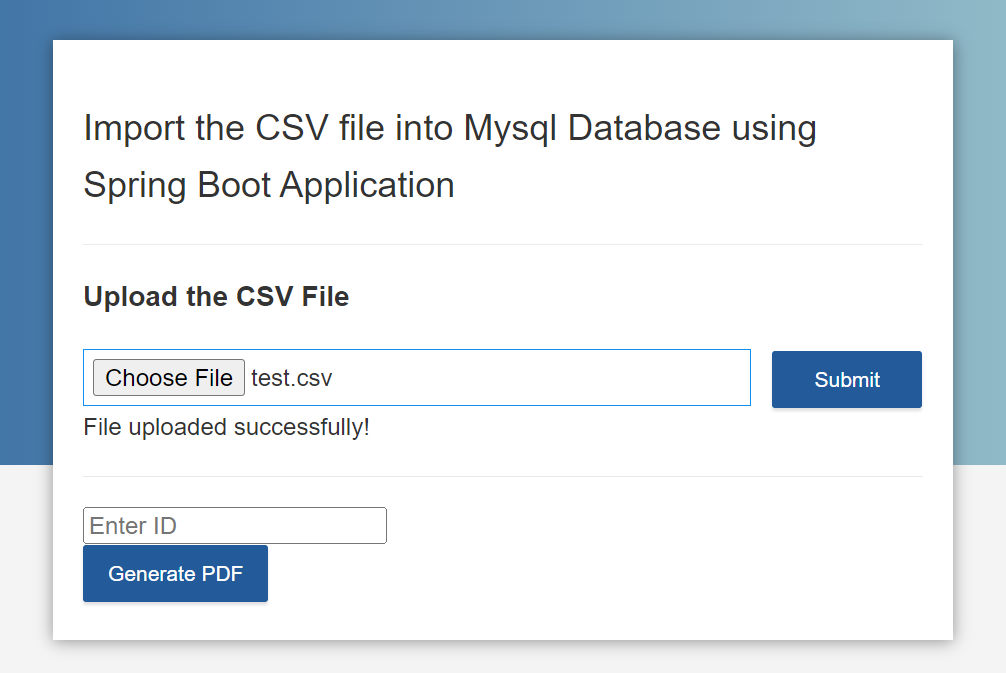 Import the CSV file into Mysql Database using
Spring Boot Application
Upload the CSV File
Choose File test.csv
Submit
File uploaded successfully!
Enter ID
Generate PDF